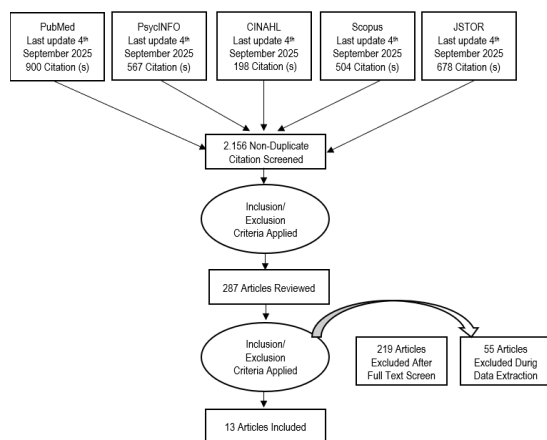 PubMed
Last update 4th
September 2025
900 Citation (s)
PsycINFO
Last update 4th
September 2025
567 Citation (s)
CINAHL
Last update 4th
September 2025
198 Citation (s)
Scopus
Last update 4th
September 2025
504 Citation (s)
JSTOR
Last update 4th
September 2025
678 Citation (s)
2.156 Non-Duplicate
Citation Screened
Inclusion/
Exclusion
Criteria Applied
287 Articles Reviewed
Inclusion/
Exclusion
Criteria Applied
219 Articles
Excluded After
Full Text Screen
55 Articles
Excluded Durig
Data Extraction
13 Articles Included